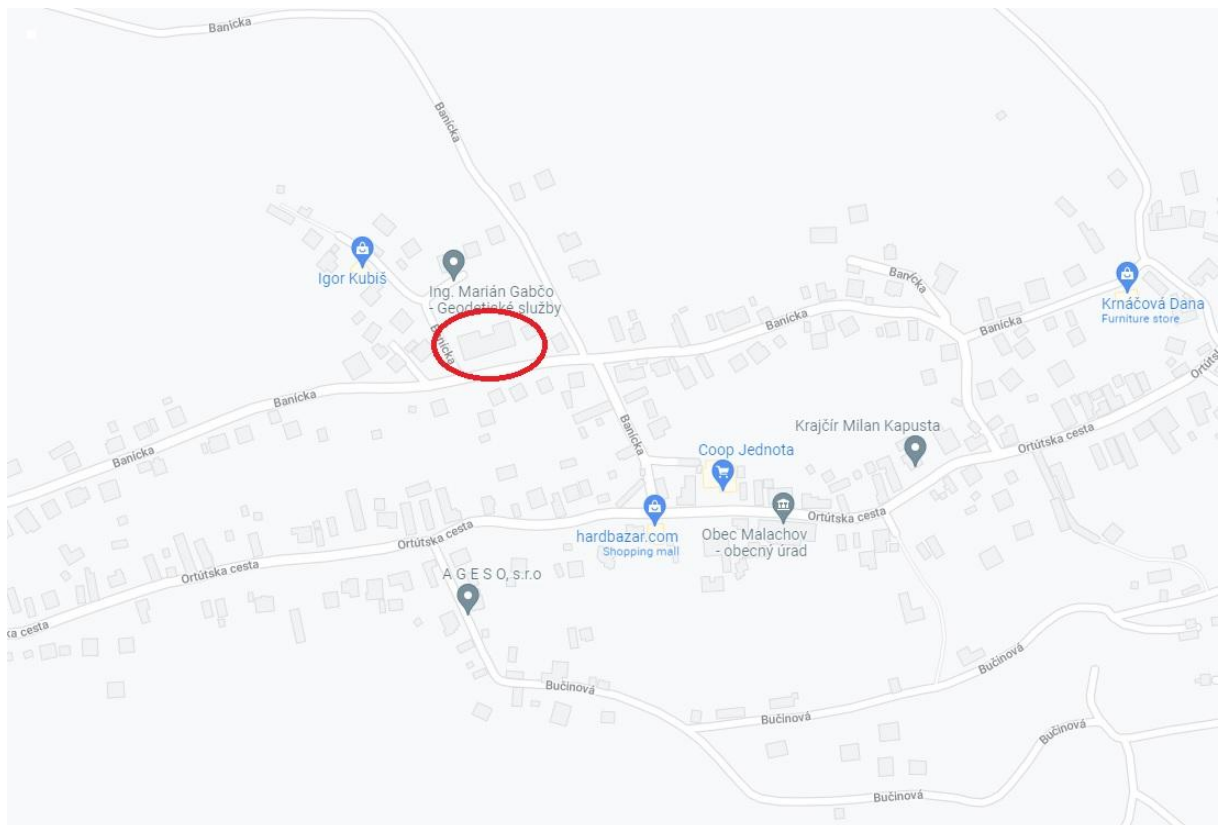 Banícka
Banícka
Igor Kubiš
Ing. Marián Gabčo
- Geodetické služby
Banícka
Banícka
Banícka
Banícka
Krnáčová Dana
Furniture store
Banícka
Banícka
Banícka
Banícka
Krajčír Milan Kapusta
Ortútska cesta
Coop Jednota
Ortútska cesta
hardbazar.com
Shopping mall
Obec Malachov
- obecný úrad
Ortútska cesta
Ortútska cesta
A G E S O, s.r.o
ka cesta
Bučinová
Bučinová
Bučinová
Bučinová
Bučinová